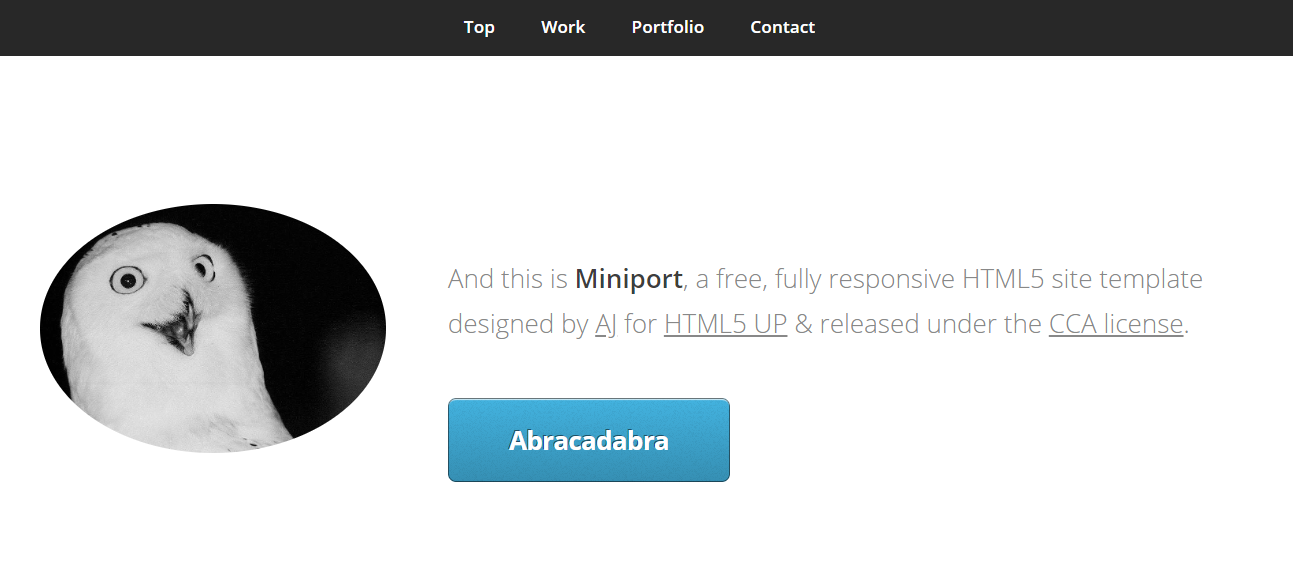 Top Work Portfolio Contact
And this is Miniport, a free, fully responsive HTML5 site template
designed by AJ for HTML5 UP & released under the CCA license.
Abracadabra